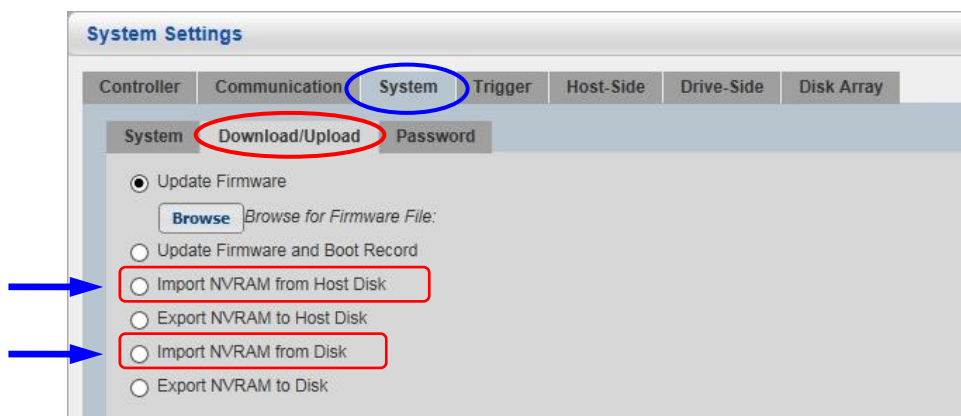 System Settings
Controller Communication System Trigger Host-Side Drive-Side Disk Array
System Download/Upload Password
Update Firmware
Browse Browse for Firmware File:
Update Firmware and Boot Record
Import NVRAM from Host Disk
Export NVRAM to Host Disk
Import NVRAM from Disk
Export NVRAM to Disk